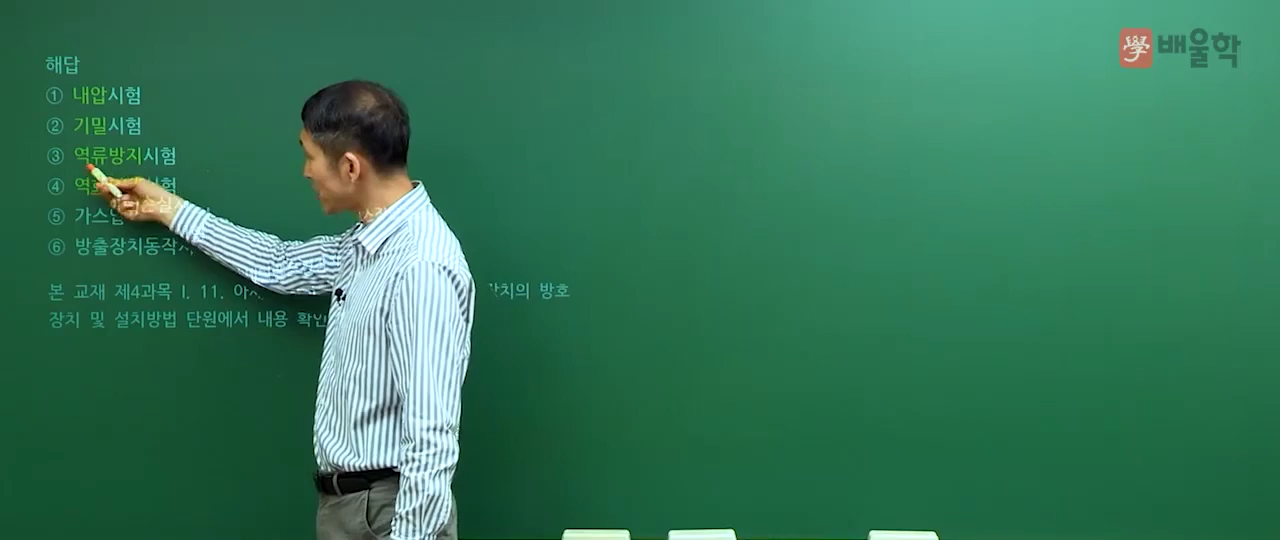 學 배울학
해답
① 내압시험
② 기밀시험
③ 역류방지시험
④ 시험
⑤
⑥ 방출장치동작
본 교재 제4과목 I. 11. 장치의 방호
장치 및 설치방법 단원에서 내용 확인